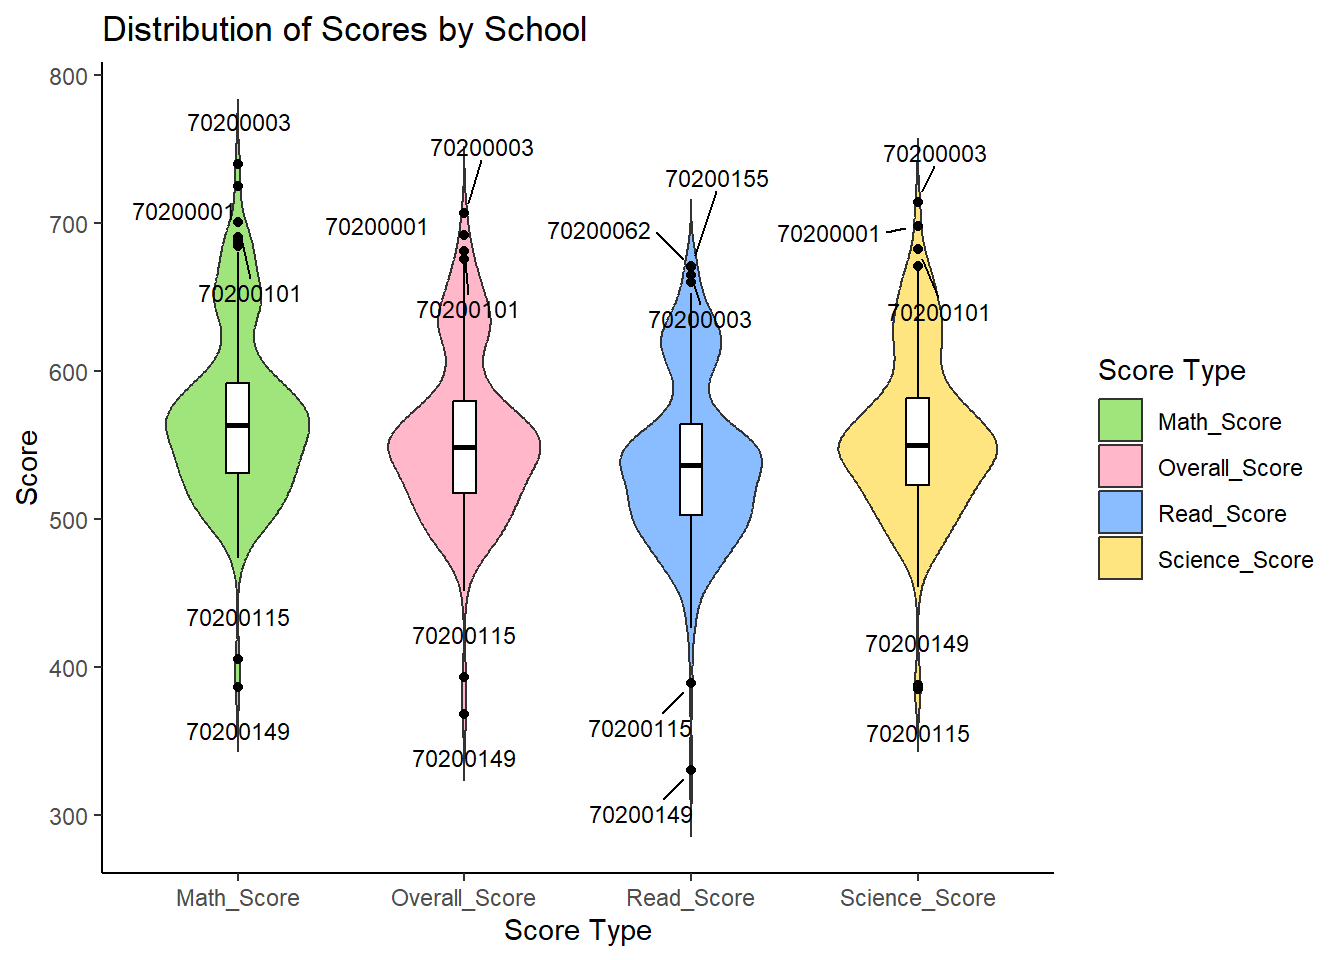 Distribution of Scores by School
800
700
600
500
400
300
Score
70200003
70200001
70200101
70200115
70200149
70200003
70200001
70200101
70200115
70200149
70200155
70200062
70200003
70200115
70200149
70200003
70200001
70200101
70200149
70200115
Math_Score
Overall_Score
Read_Score
Science_Score
Score Type
Score Type
Math_Score
Overall_Score
Read_Score
Science_Score